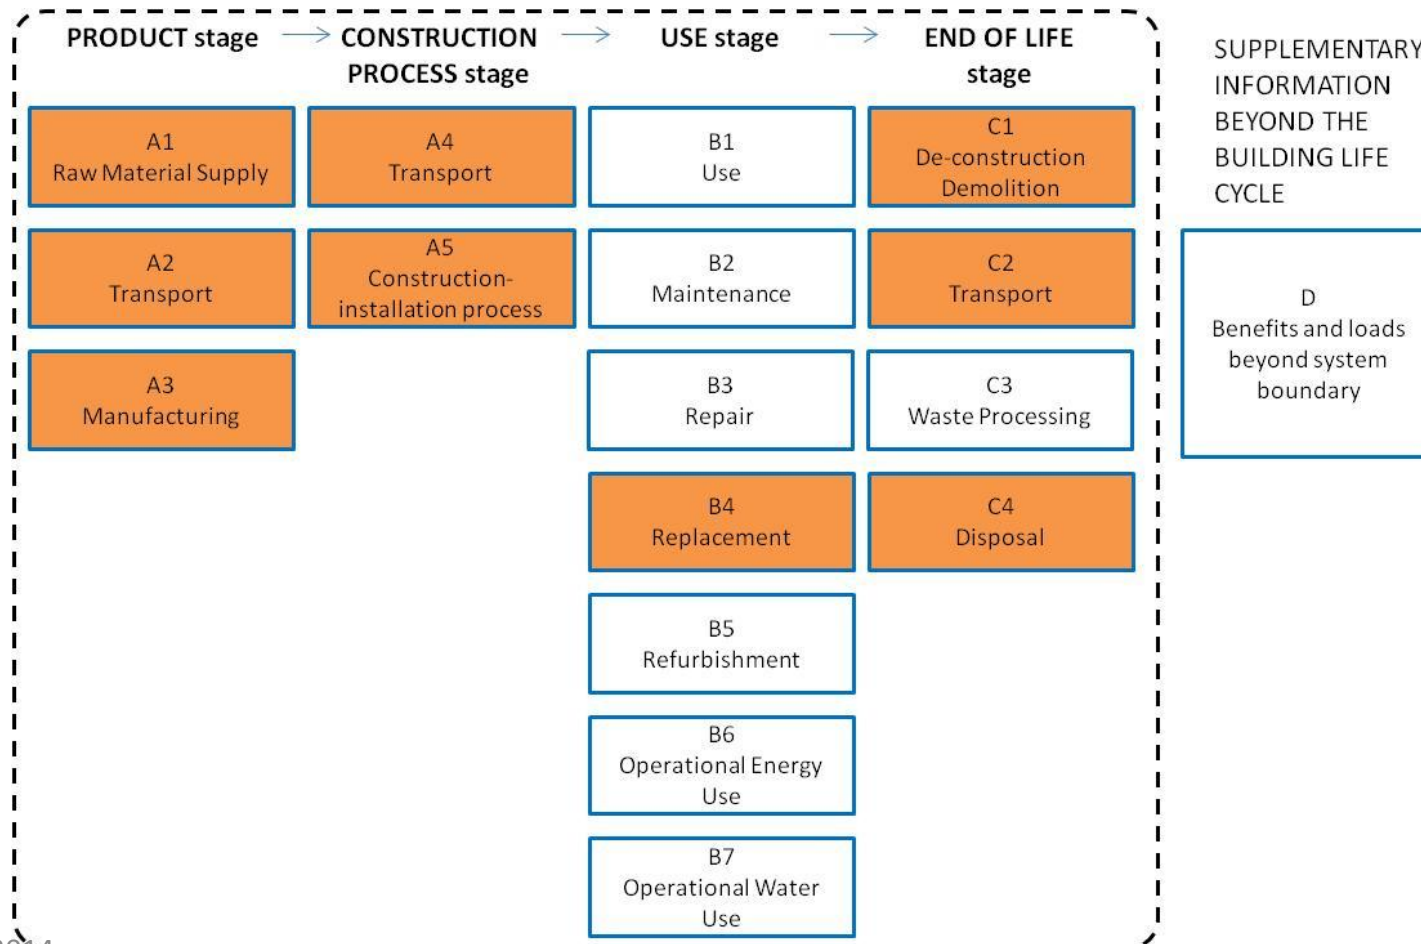 PRODUCT stage
CONSTRUCTION
PROCESS stage
USE stage
END OF LIFE
stage
SUPPLEMENTARY
INFORMATION
BEYOND THE
BUILDING LIFE
CYCLE
A1
Raw Material Supply
A2
Transport
A3
Manufacturing
A4
Transport
A5
Construction-
installation process
B1
Use
B2
Maintenance
B3
Repair
B4
Replacement
B5
Refurbishment
B6
Operational Energy
Use
B7
Operational Water
Use
C1
De-construction
Demolition
C2
Transport
C3
Waste Processing
C4
Disposal
D
Benefits and loads
beyond system
boundary